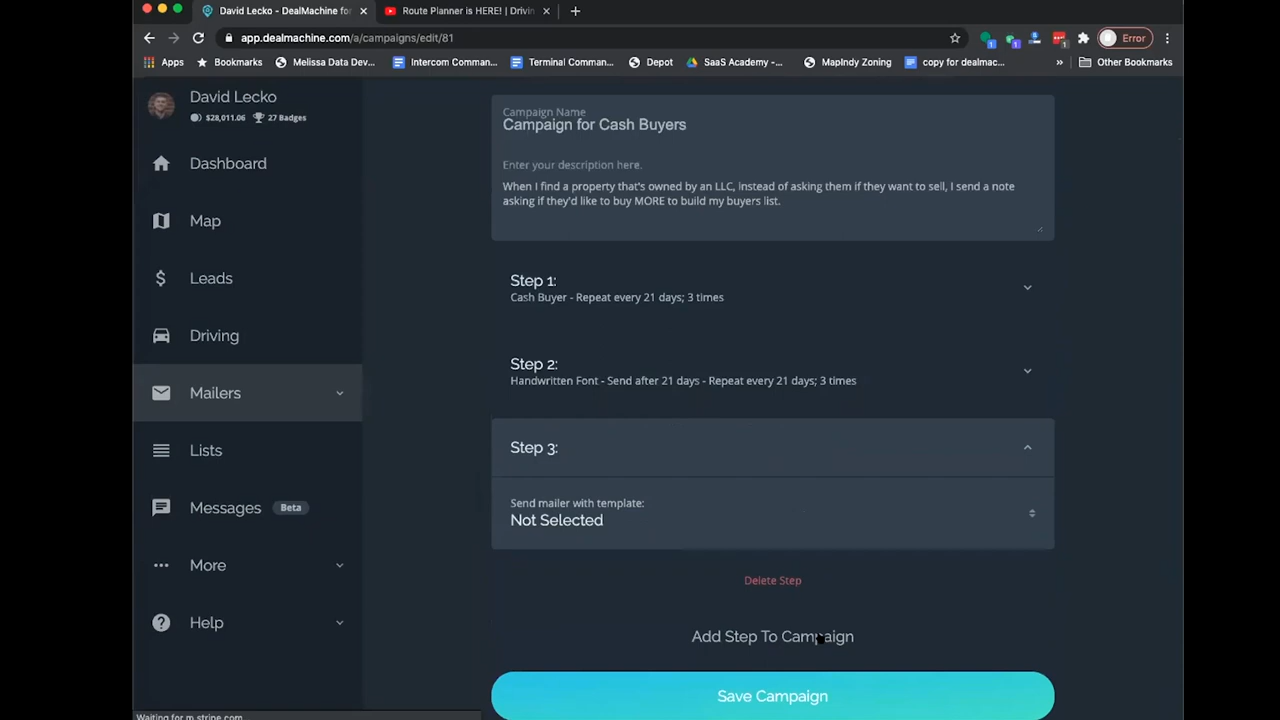 David Lecko - DealMachine for
Route Planner is HERE! | Drivin
app.dealmachine.com/a/campaigns/edit/81
Error
Apps
Bookmarks
Melissa Data Dev...
Intercom Comman...
Terminal Comman...
Depot
SaaS Academy -...
MapIndy Zoning
copy for dealmac...
»
Other Bookmarks
David Lecko
$28,011.06 27 Badges
Dashboard
Map
Leads
Driving
Mailers
Lists
Messages Beta
More
Help
Campaign Name
Campaign for Cash Buyers
Enter your description here.
When I find a property that's owned by an LLC, instead of asking them if they want to sell, I send a note
asking if they'd like to buy MORE to build my buyers list.
Step 1:
Cash Buyer - Repeat every 21 days; 3 times
Step 2:
Handwritten Font - Send after 21 days - Repeat every 21 days; 3 times
Step 3:
Send mailer with template:
Not Selected
Delete Step
Add Step To Campaign
Save Campaign
Waiting for m.stripe.com...